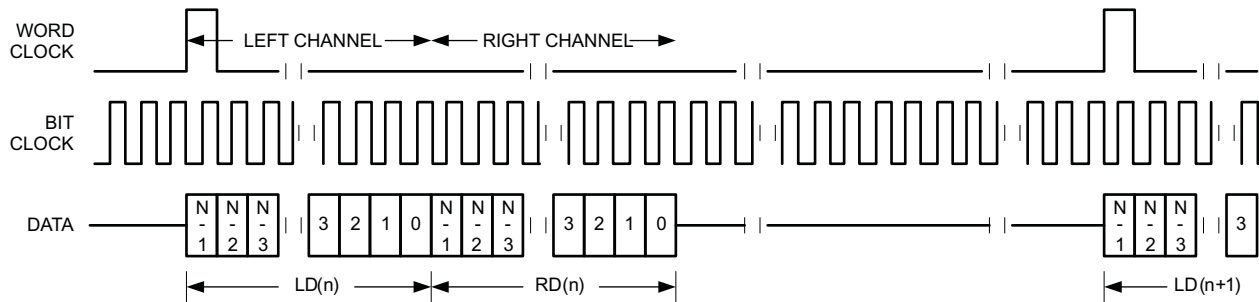 WORD
CLOCK
LEFT CHANNEL
RIGHT CHANNEL
BIT
CLOCK
DATA
N-1 N-2 N-3 3 2 1 0 N-1 N-2 N-3 3 2 1 0 N-1 N-2 N-3 3
LD(n) RD(n) LD(n+1)